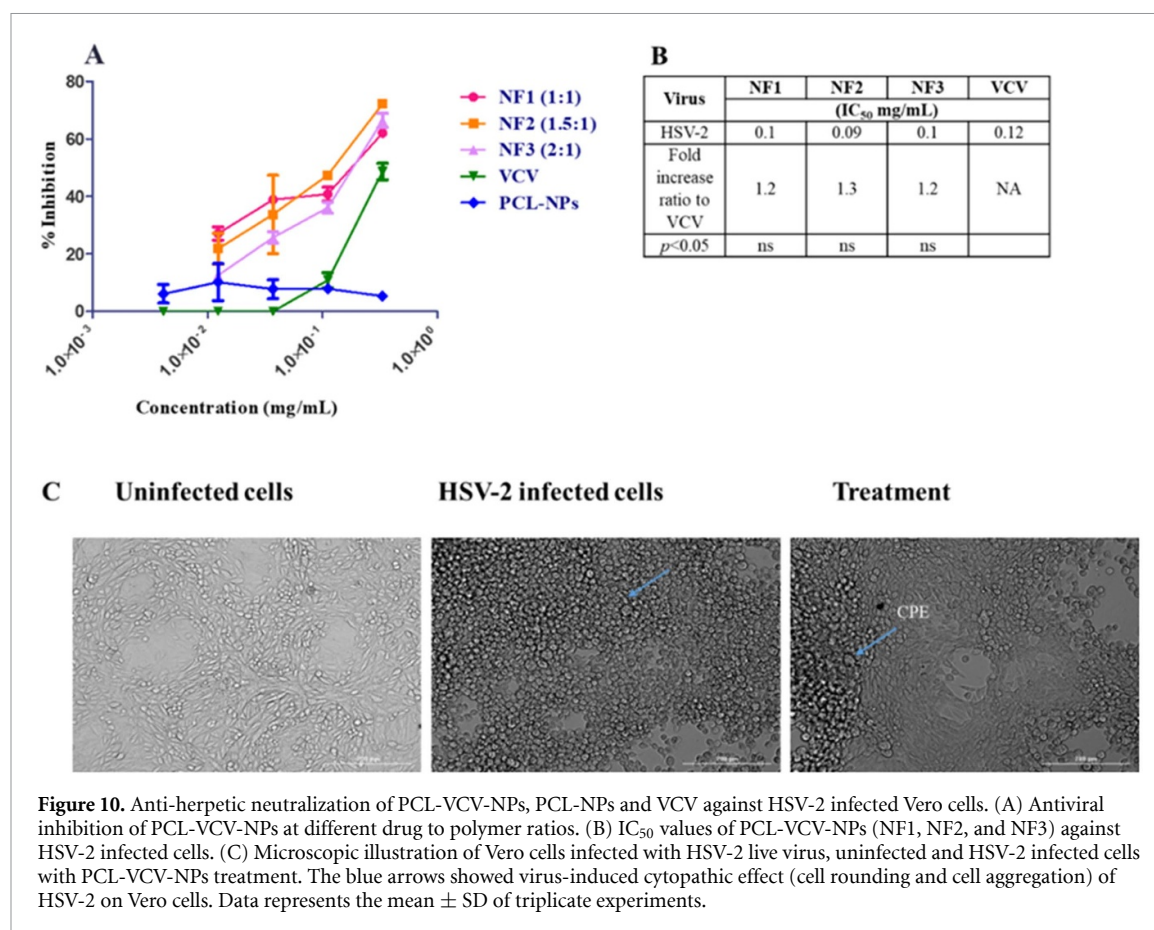 A
80
60
40
20
0
% Inhibition
1.0×10⁻³
1.0×10⁻²
1.0×10⁻¹
1.0×10⁰
Concentration (mg/mL)
NF1 (1:1)
NF2 (1.5:1)
NF3 (2:1)
VCV
PCL-NPs
B
Virus NF1 NF2 NF3 VCV
(IC₅₀ mg/mL)
HSV-2 0.1 0.09 0.1 0.12
Fold
increase
ratio to
VCV
1.2 1.3 1.2 NA
p<0.05 ns ns ns
C Uninfected cells HSV-2 infected cells Treatment
CPE
Figure 10. Anti-herpetic neutralization of PCL-VCV-NPs, PCL-NPs and VCV against HSV-2 infected Vero cells. (A) Antiviral
inhibition of PCL-VCV-NPs at different drug to polymer ratios. (B) IC₅₀ values of PCL-VCV-NPs (NF1, NF2, and NF3) against
HSV-2 infected cells. (C) Microscopic illustration of Vero cells infected with HSV-2 live virus, uninfected and HSV-2 infected cells
with PCL-VCV-NPs treatment. The blue arrows showed virus-induced cytopathic effect (cell rounding and cell aggregation) of
HSV-2 on Vero cells. Data represents the mean ± SD of triplicate experiments.